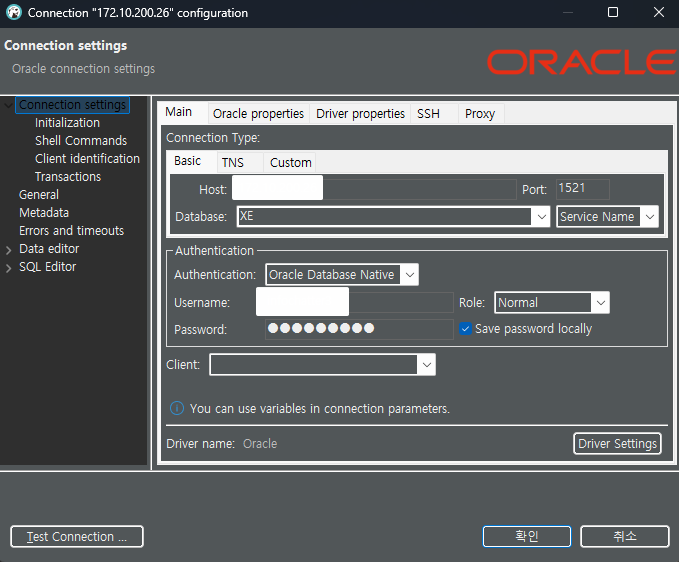 Connection "172.10.200.26" configuration
Connection settings
Oracle connection settings
ORACLE
Connection settings
Initialization
Shell Commands
Client identification
Transactions
General
Metadata
Errors and timeouts
Data editor
SQL Editor
Main Oracle properties Driver properties SSH Proxy
Connection Type:
Basic TNS Custom
Host: Port: 1521
Database: XE Service Name
Authentication
Authentication: Oracle Database Native
Username: Role: Normal
Password: ●●●●●●●●● Save password locally
Client:
You can use variables in connection parameters.
Driver name: Oracle Driver Settings
Test Connection ... 확인 취소